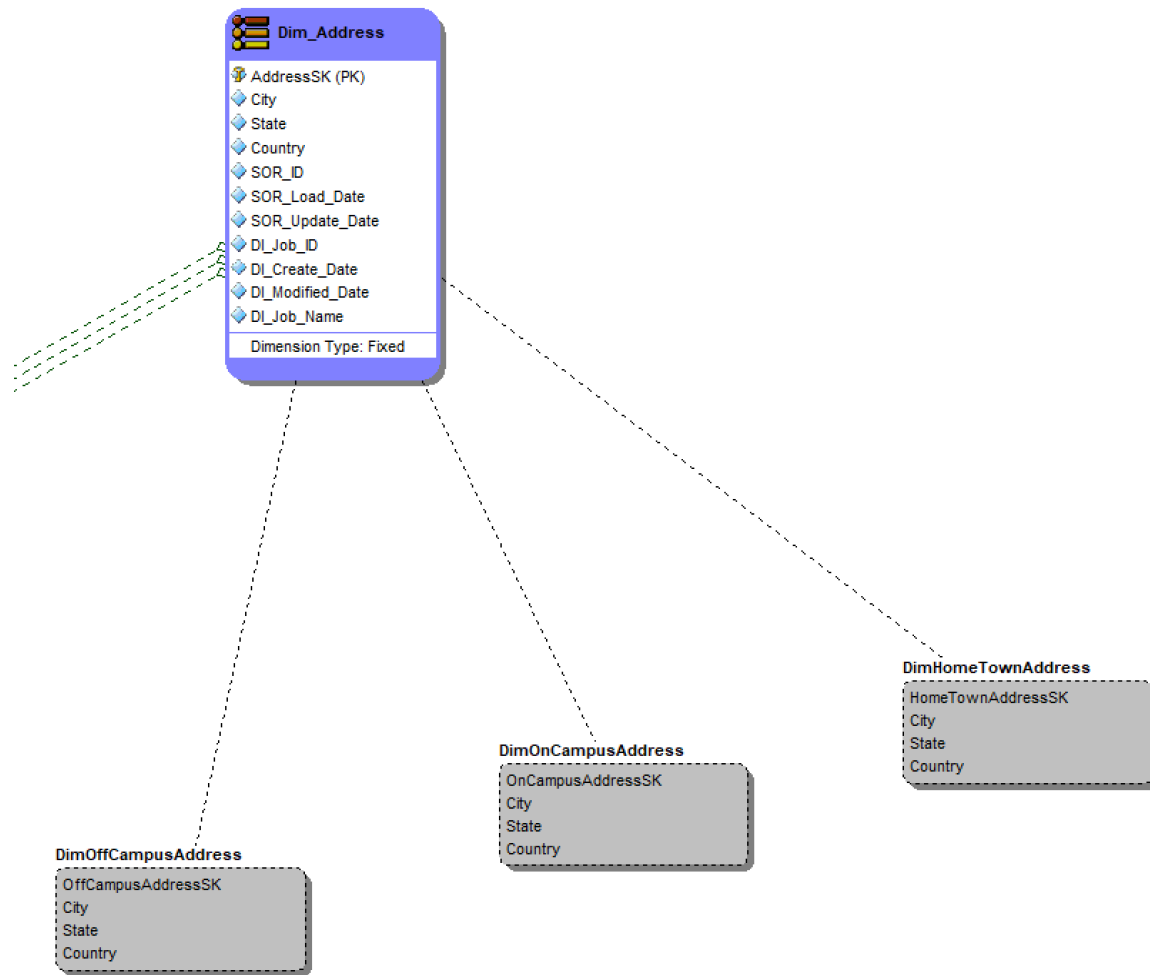 Dim_Address
AddressSK (PK)
City
State
Country
SOR_ID
SOR_Load_Date
SOR_Update_Date
DI_Job_ID
DI_Create_Date
DI_Modified_Date
DI_Job_Name
Dimension Type: Fixed
DimHomeTownAddress
HomeTownAddressSK
City
State
Country
DimOnCampusAddress
OnCampusAddressSK
City
State
Country
DimOffCampusAddress
OffCampusAddressSK
City
State
Country